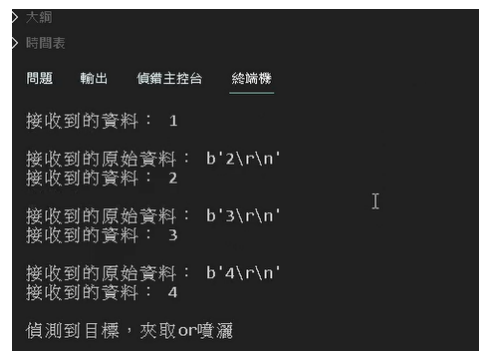 大綱
時間表
問題 輸出 偵錯主控台 終端機
接收到的資料： 1
接收到的原始資料： b'2\r\n'
接收到的資料： 2
接收到的原始資料： b'3\r\n'
接收到的資料： 3
接收到的原始資料： b'4\r\n'
接收到的資料： 4
偵測到目標，夾取or噴灑